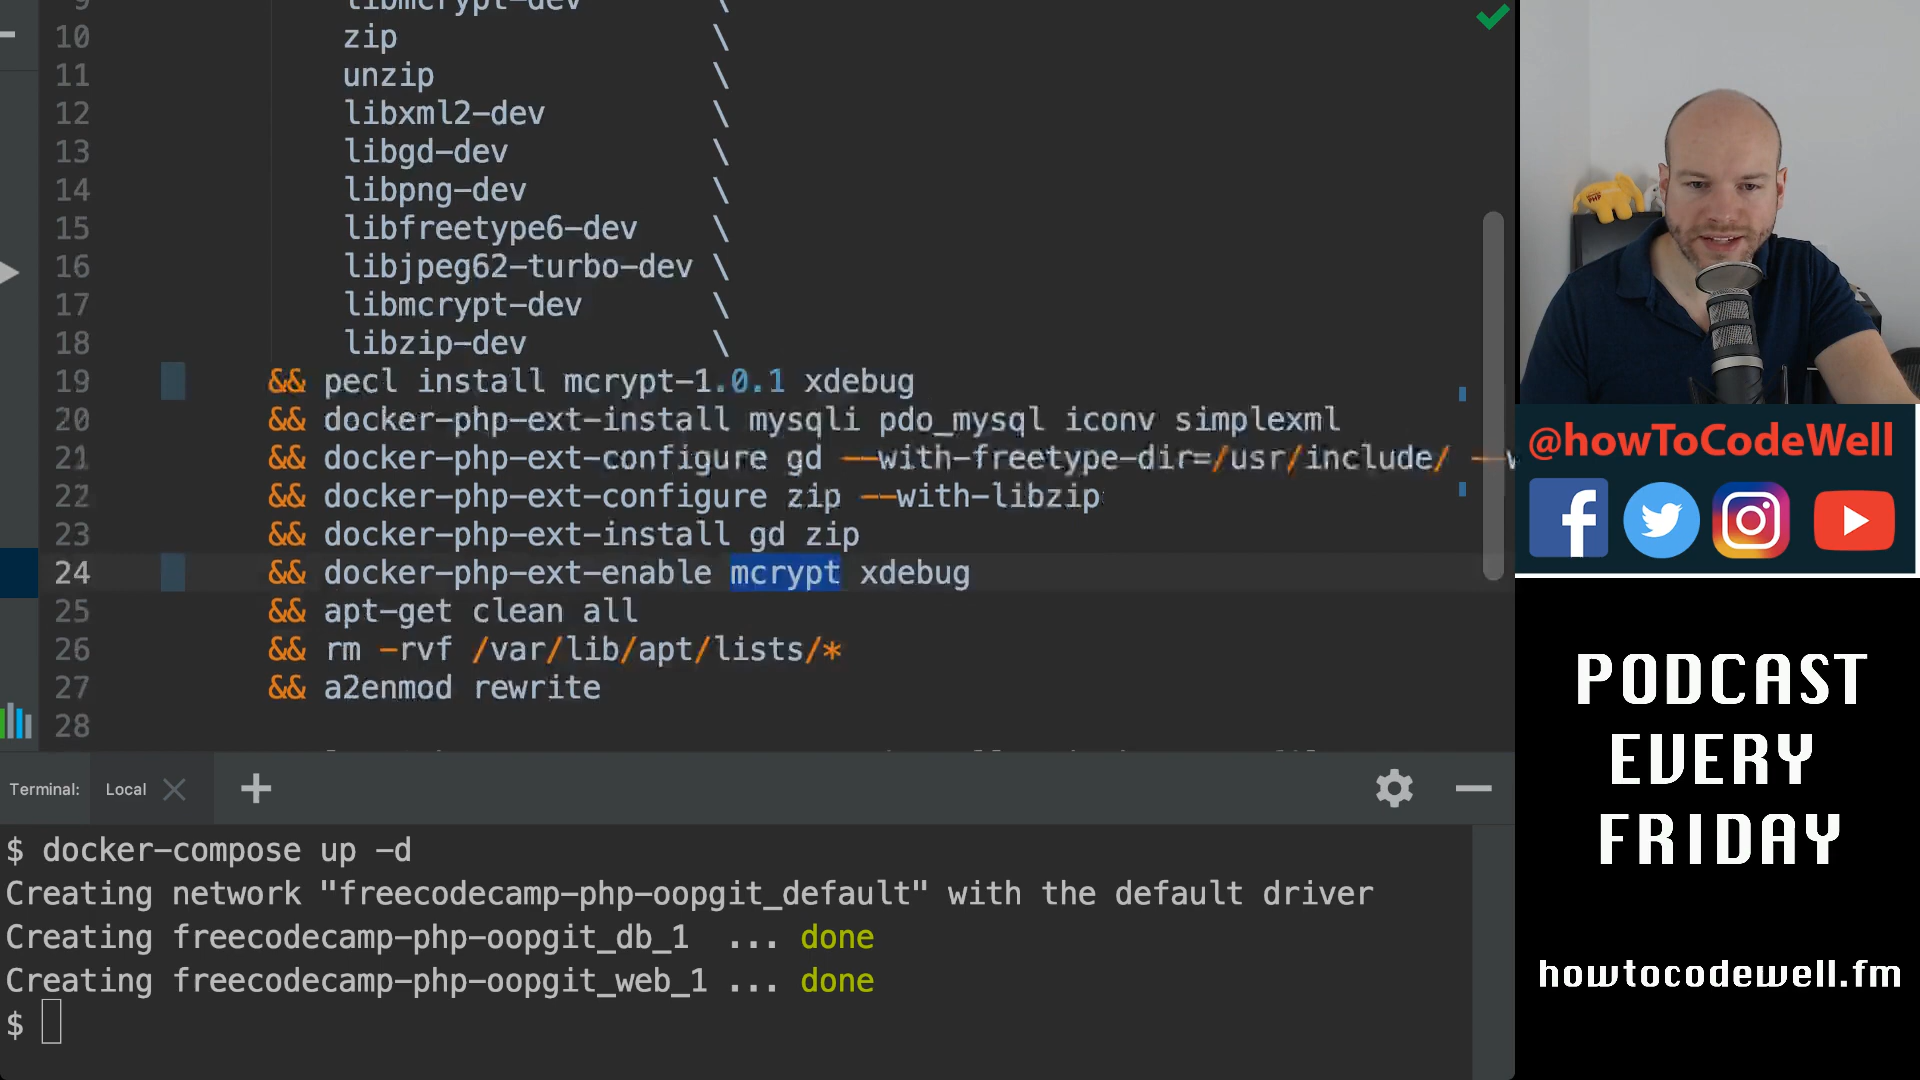 9 libmcrypt-dev \
10 zip \
11 unzip \
12 libxml2-dev \
13 libgd-dev \
14 libpng-dev \
15 libfreetype6-dev \
16 libjpeg62-turbo-dev \
17 libmcrypt-dev \
18 libzip-dev \
19 && pecl install mcrypt-1.0.1 xdebug
20 && docker-php-ext-install mysqli pdo_mysql iconv simplexml
21 && docker-php-ext-configure gd --with-freetype-dir=/usr/include/ --w
22 && docker-php-ext-configure zip --with-libzip
23 && docker-php-ext-install gd zip
24 && docker-php-ext-enable mcrypt xdebug
25 && apt-get clean all
26 && rm -rvf /var/lib/apt/lists/*
27 && a2enmod rewrite
28
Terminal: Local
$ docker-compose up -d
Creating network "freecodecamp-php-oopgit_default" with the default driver
Creating freecodecamp-php-oopgit_db_1 ... done
Creating freecodecamp-php-oopgit_web_1 ... done
$
@howToCodeWell
PODCAST
EVERY
FRIDAY
howtocodewell.fm